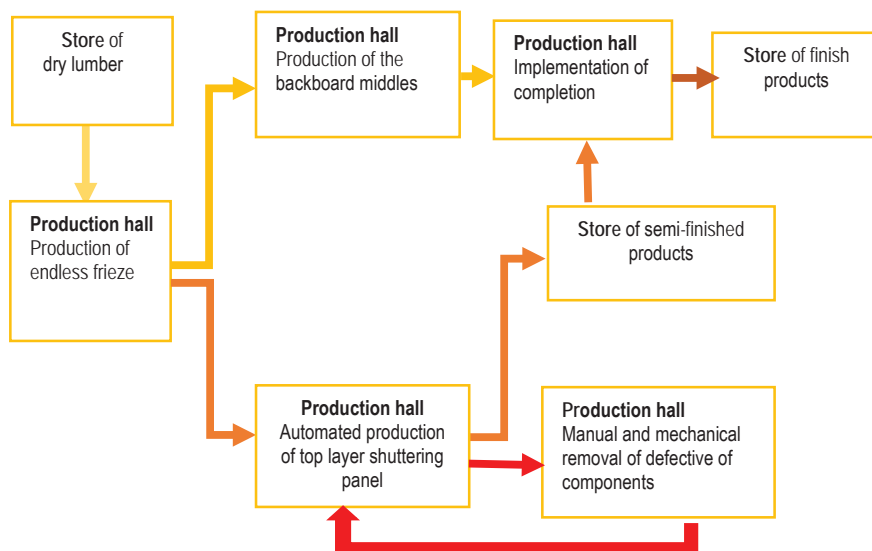 Store of
dry lumber
Production hall
Production of the
backboard middles
Production hall
Implementation of
completion
Store of finish
products
Production hall
Production of
endless frieze
Store of semi-finished
products
Production hall
Automated production
of top layer shuttering
panel
Production hall
Manual and mechanical
removal of defective of
components